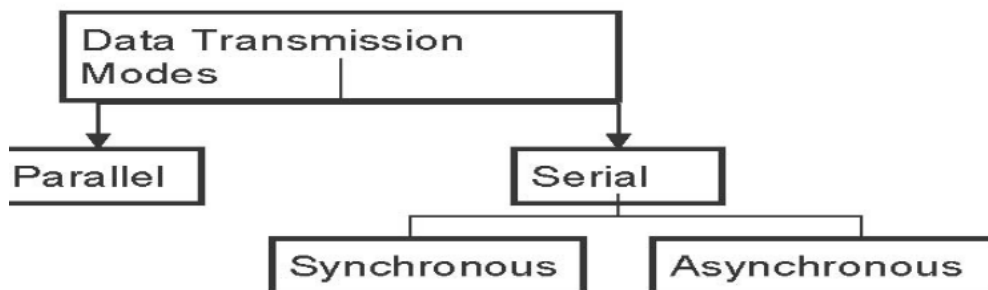 Data Transmission
Modes
Parallel
Serial
Synchronous
Asynchronous